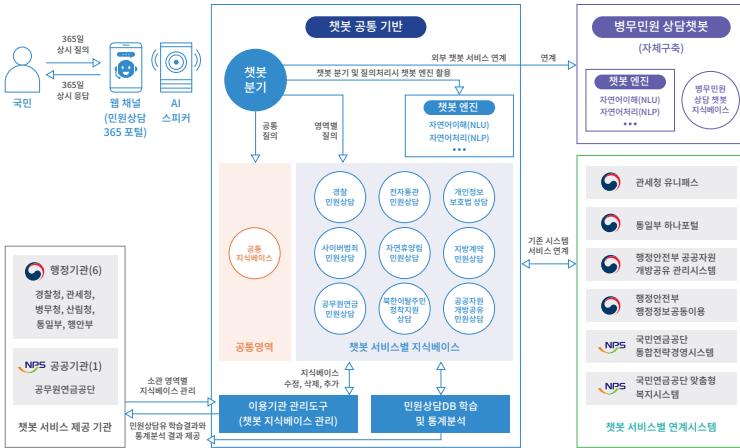 챗봇 공통 기반
병무민원 상담챗봇
(자체구축)
365일
상시 질의
365일
상시 응답
국민
웹 채널
(민원상담
365 포털)
AI
스피커
챗봇
분기
외부 챗봇 서비스 연계
연계
챗봇 분기 및 질의처리시 챗봇 엔진 활용
챗봇 엔진
자연어이해(NLU)
자연어처리(NLP)
•••
챗봇 엔진
자연어이해(NLU)
자연어처리(NLP)
•••
병무민원
상담 챗봇
지식베이스
공통
질의
영역별
질의
경찰
민원상담
전자통관
민원상담
개인정보
보호법 상담
사이버범죄
민원상담
자연휴양림
민원상담
지방계약
민원상담
공무원연금
민원상담
북한이탈주민
정착지원
상담
공공자원
개방공유
민원상담
공통
지식베이스
공통영역
챗봇 서비스별 지식베이스
기존 시스템
서비스 연계
관세청 유니패스
통일부 하나포털
행정안전부 공공자원
개방공유 관리시스템
행정안전부
행정정보공동이용
NPS
국민연금공단
통합전략경영시스템
NPS
국민연금공단 맞춤형
복지시스템
챗봇 서비스별 연계시스템
행정기관(6)
경찰청, 관세청,
병무청, 산림청,
통일부, 행안부
NPS 공공기관(1)
공무원연금공단
챗봇 서비스 제공 기관
소관 영역별
지식베이스 관리
민원상담유 학습결과와
통계분석 결과 제공
지식베이스
수정, 삭제, 추가
이용기관 관리도구
(챗봇 지식베이스 관리)
민원상담DB 학습
및 통계분석